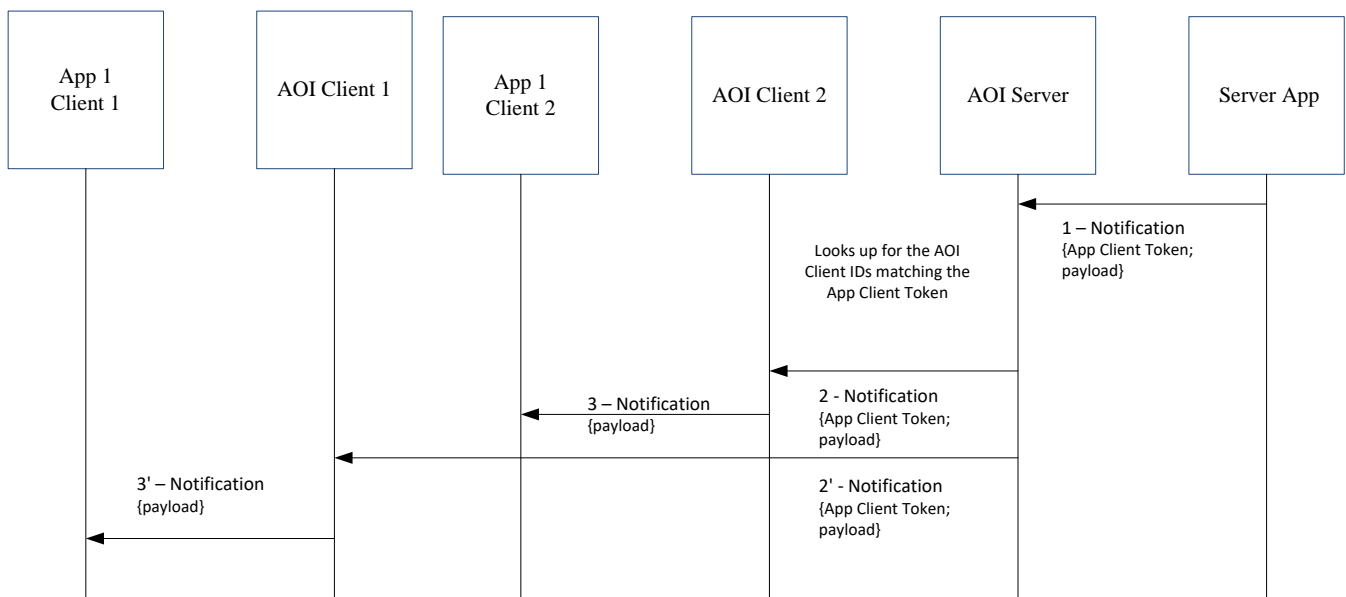 App 1
Client 1
AOI Client 1
App 1
Client 2
AOI Client 2
AOI Server
Server App
1 – Notification
{App Client Token;
payload}
Looks up for the AOI
Client IDs matching the
App Client Token
2 - Notification
{App Client Token;
payload}
3 – Notification
{payload}
2' - Notification
{App Client Token;
payload}
3' – Notification
{payload}